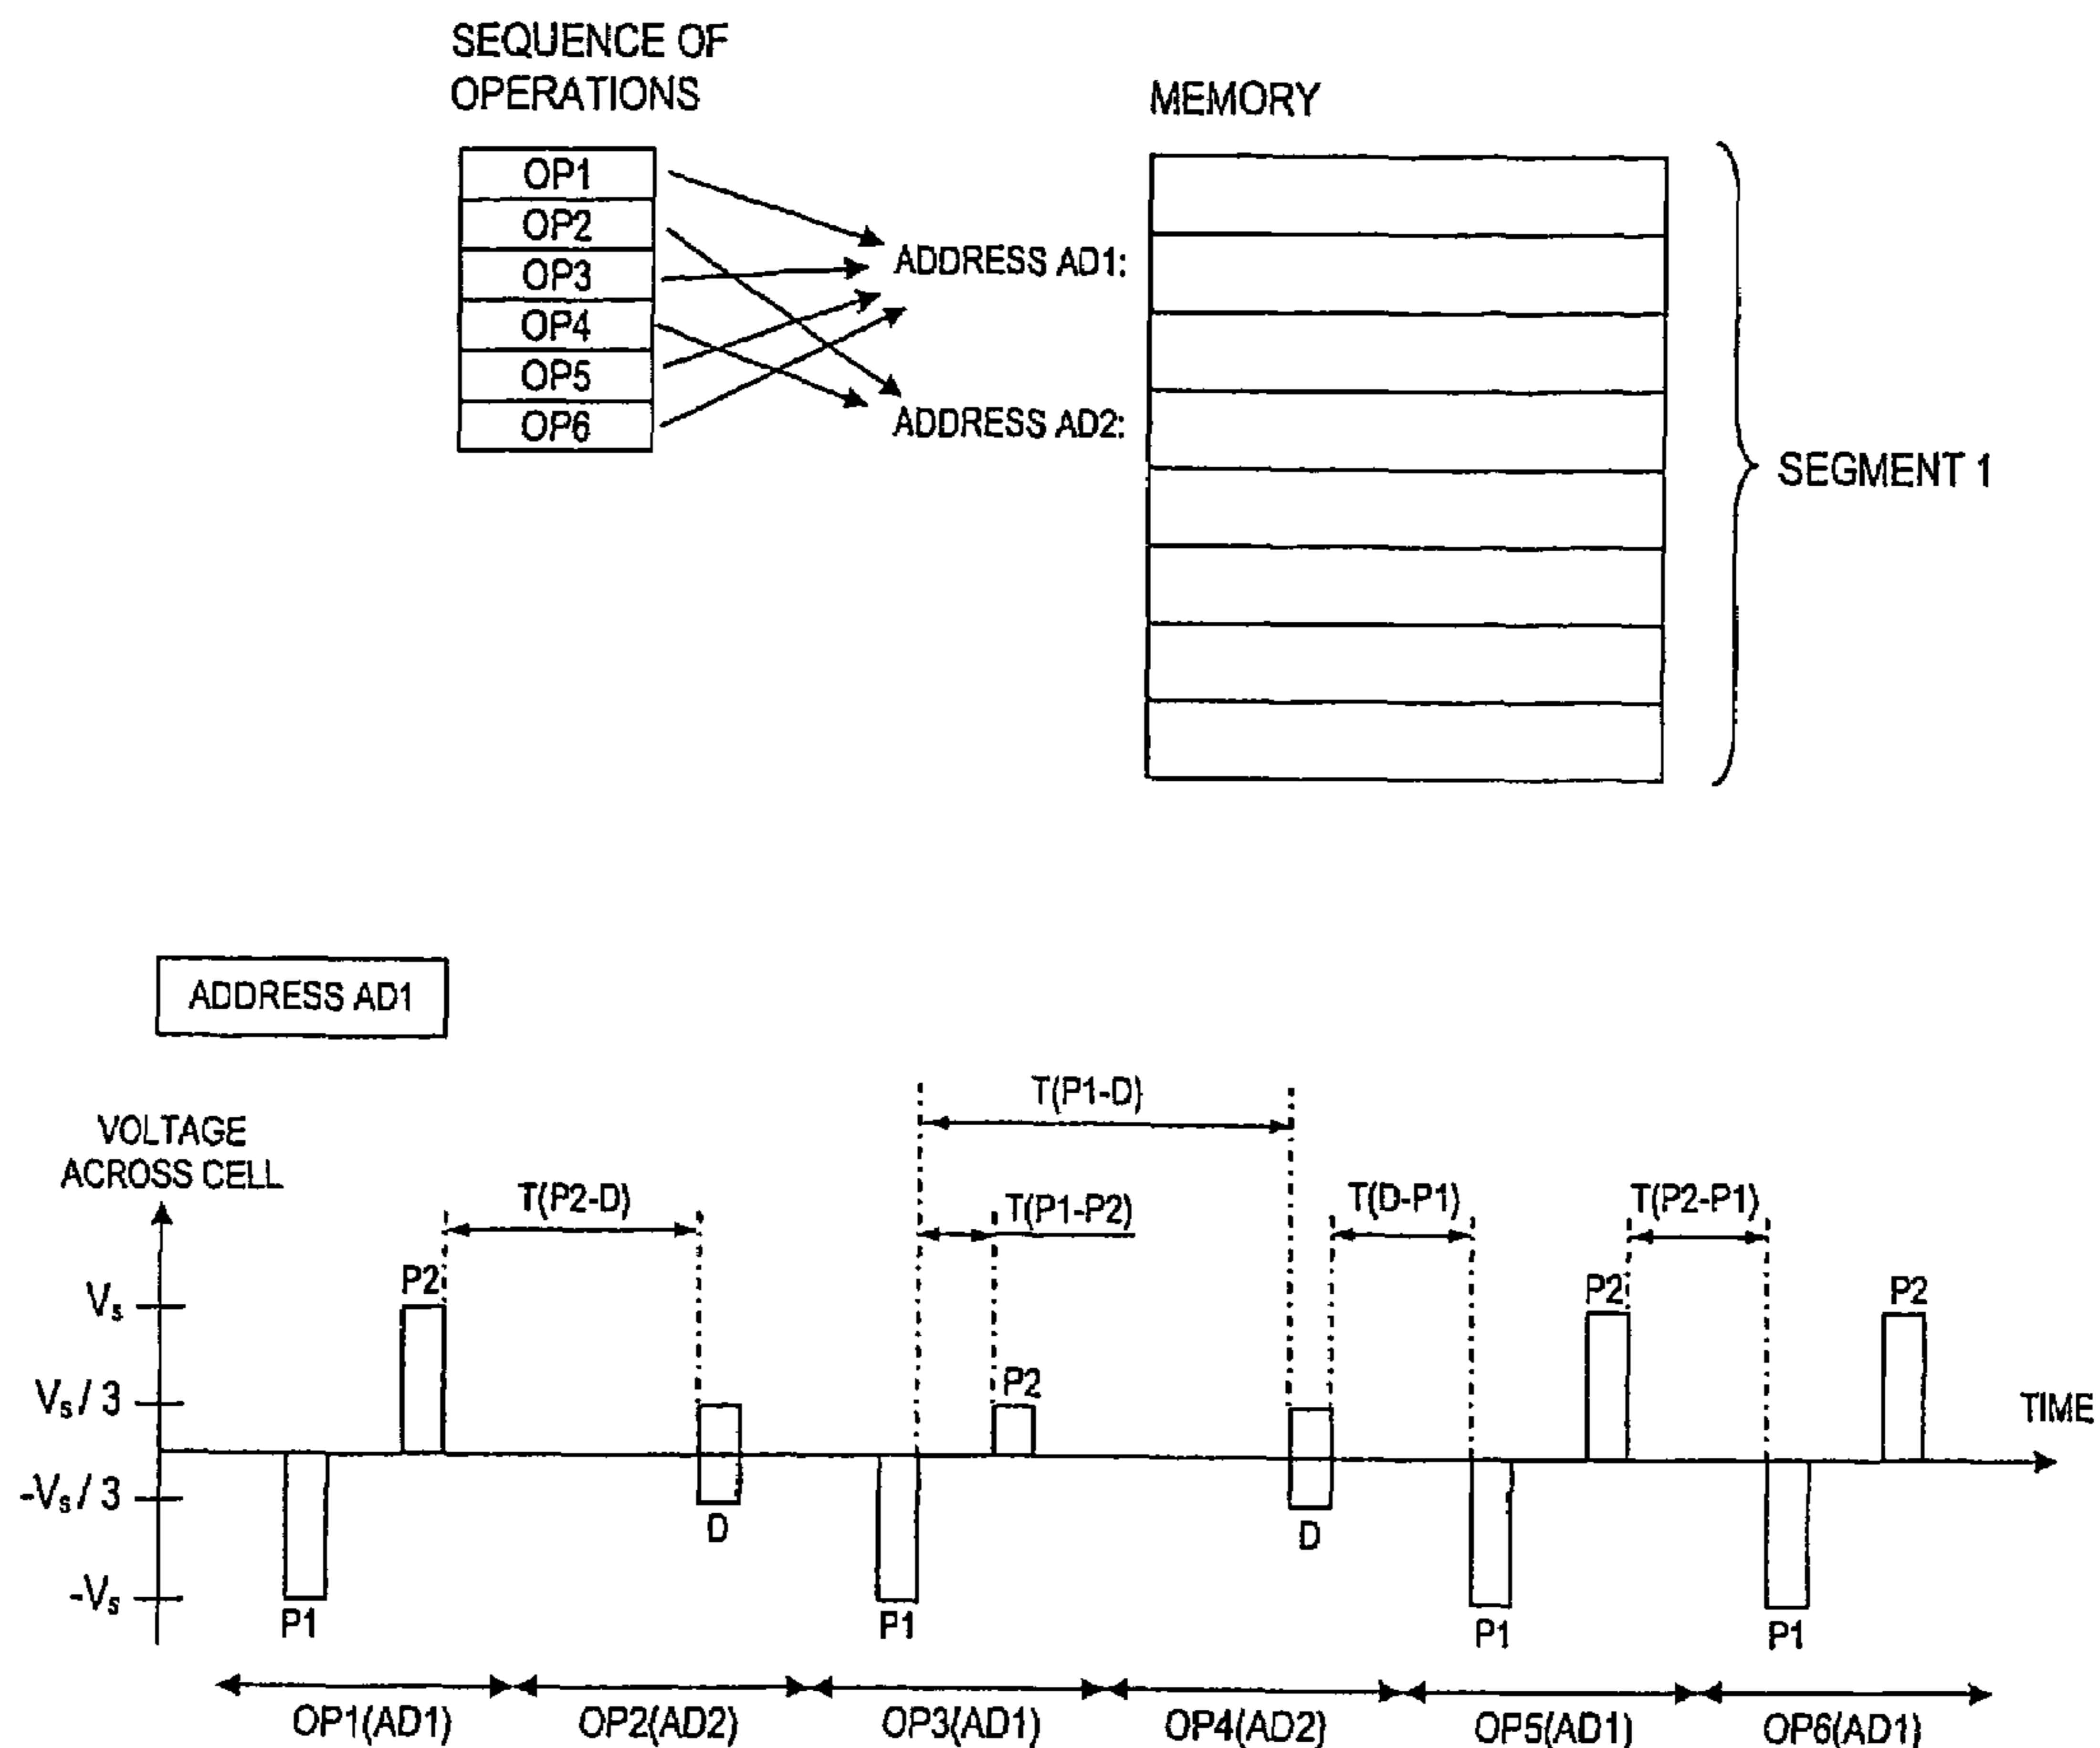 SEQUENCE OF
OPERATIONS
MEMORY
OP1
OP2
OP3
OP4
OP5
OP6
ADDRESS AD1:
ADDRESS AD2:
SEGMENT 1
ADDRESS AD1
VOLTAGE
ACROSS CELL
T(P2-D)
T(P1-D)
T(P1-P2)
T(D-P1)
T(P2-P1)
P2
P2
P2
P2
Vs
Vs / 3
-Vs / 3
-Vs
TIME
D
D
P1
P1
P1
P1
OP1(AD1)
OP2(AD2)
OP3(AD1)
OP4(AD2)
OP5(AD1)
OP6(AD1)